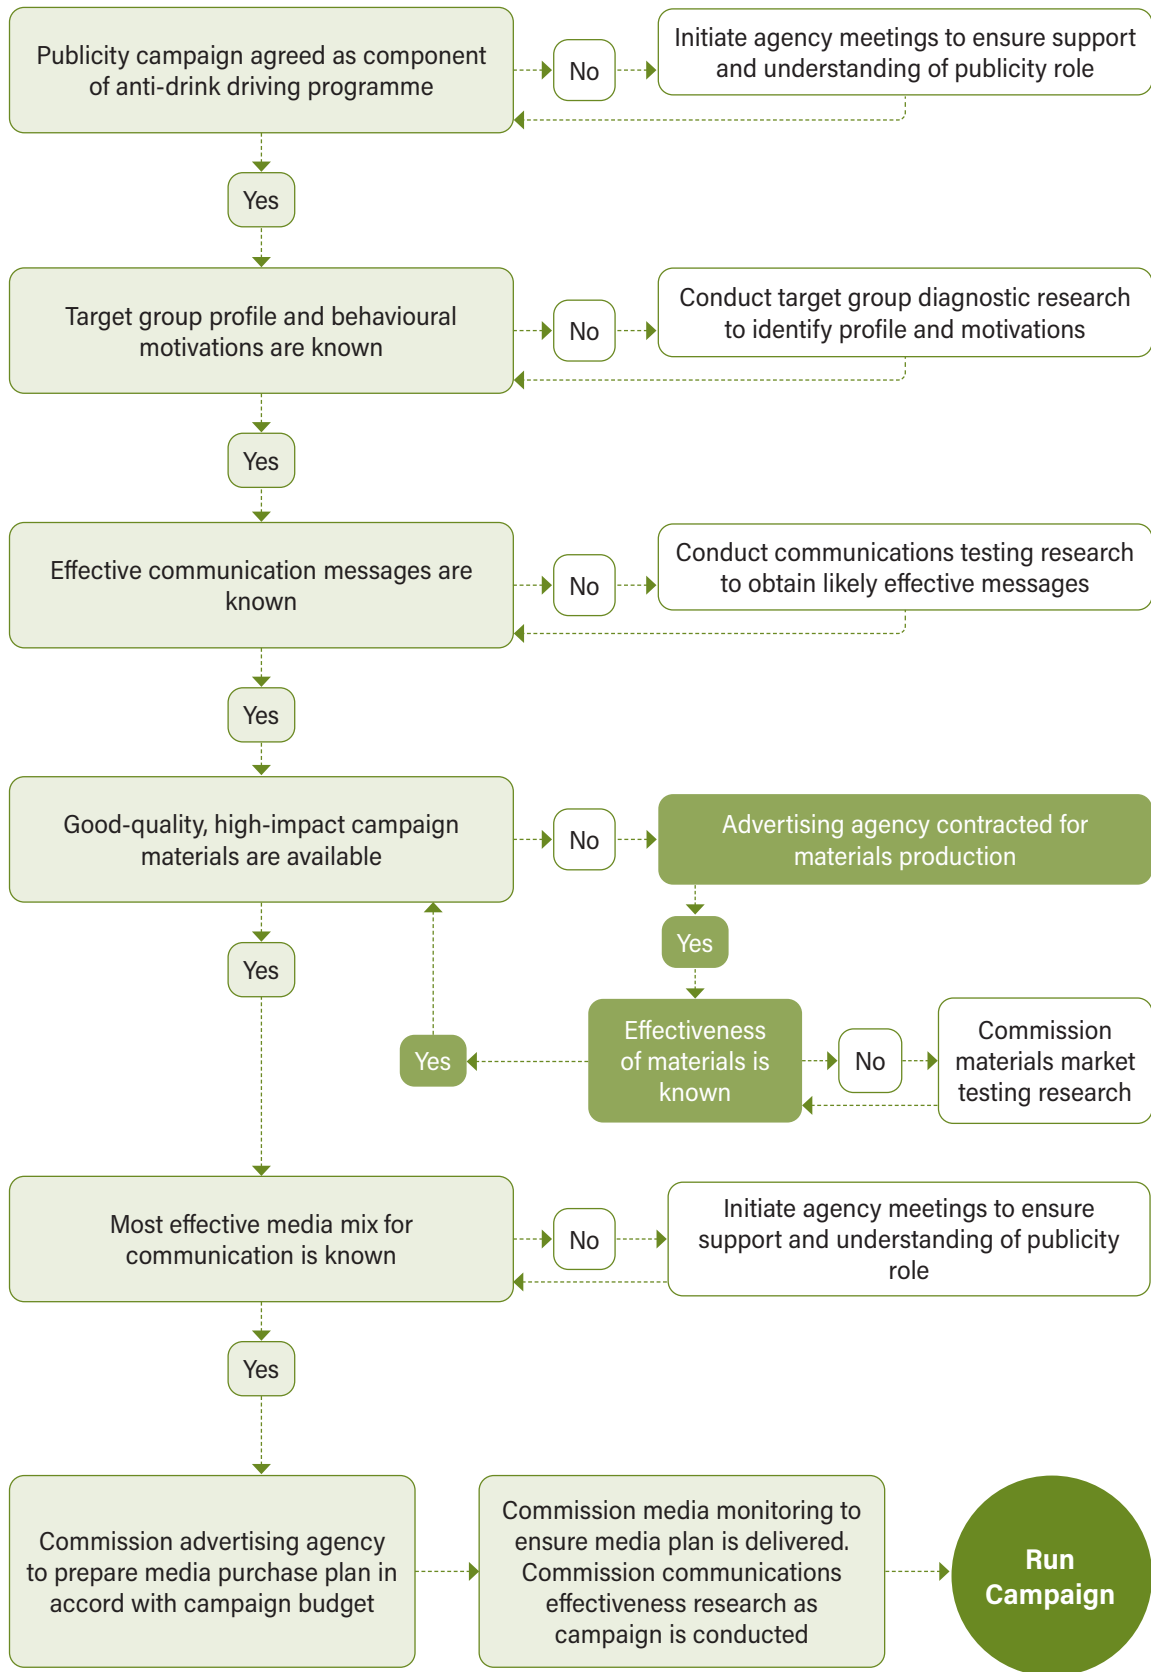 Publicity campaign agreed as component
of anti-drink driving programme
No
Initiate agency meetings to ensure support
and understanding of publicity role
Yes
Target group profile and behavioural
motivations are known
No
Conduct target group diagnostic research
to identify profile and motivations
Yes
Effective communication messages are
known
No
Conduct communications testing research
to obtain likely effective messages
Yes
Good-quality, high-impact campaign
materials are available
No
Advertising agency contracted for
materials production
Yes
Yes
Effectiveness
of materials is
known
No
Commission
materials market
testing research
Yes
Most effective media mix for
communication is known
No
Initiate agency meetings to ensure
support and understanding of publicity
role
Yes
Commission advertising agency
to prepare media purchase plan in
accord with campaign budget
Commission media monitoring to
ensure media plan is delivered.
Commission communications
effectiveness research as
campaign is conducted
Run
Campaign